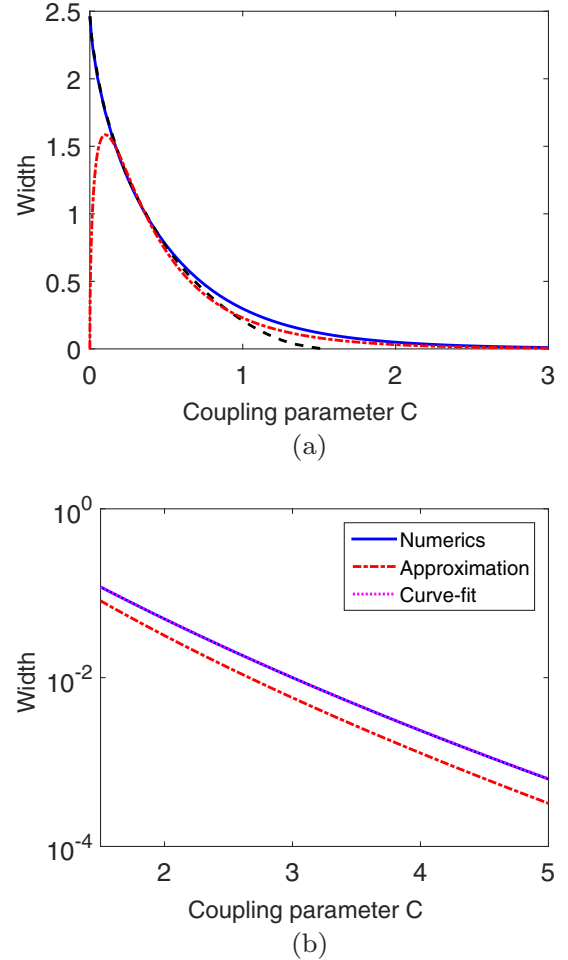 2.5
2
1.5
1
0.5
0
Width
0
1
2
3
Coupling parameter C
(a)
10^0
10^-2
10^-4
Width
Numerics
Approximation
Curve-fit
2
3
4
5
Coupling parameter C
(b)